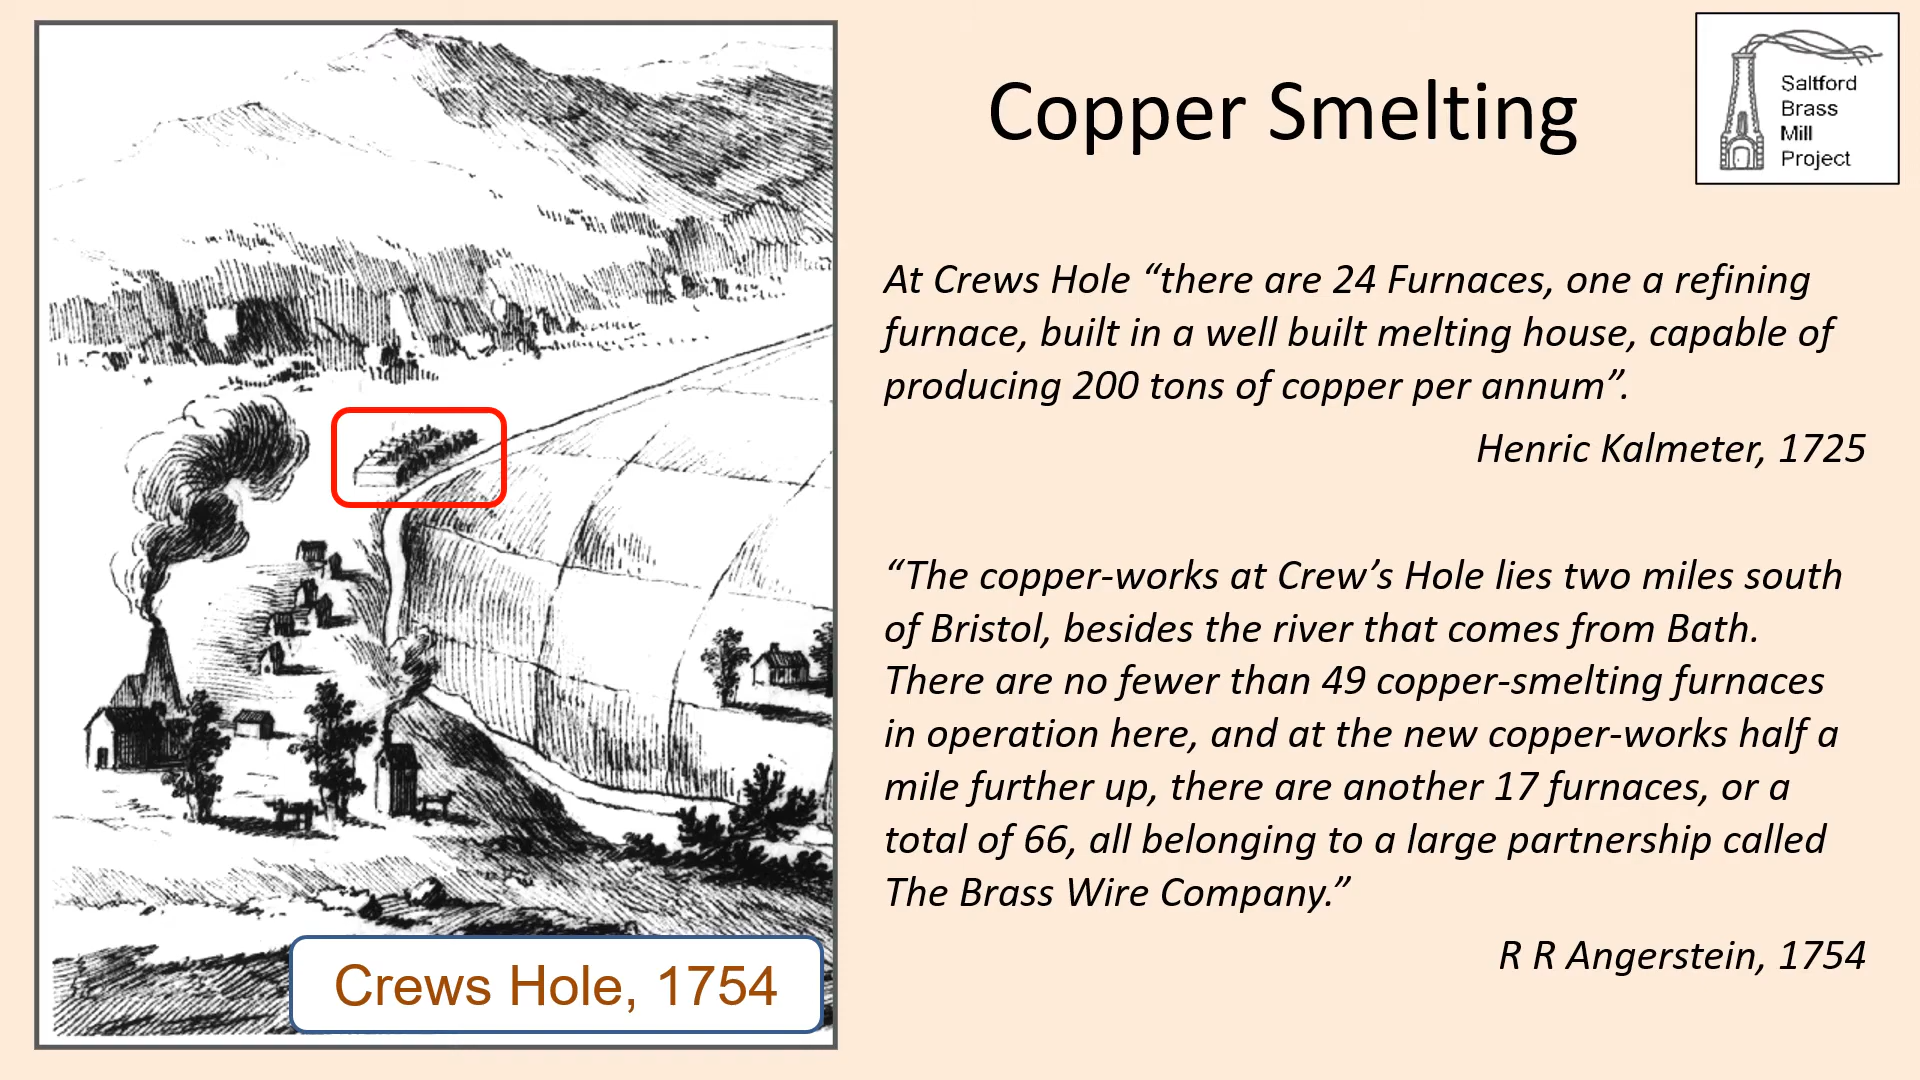 Copper Smelting
Saltford
Brass
Mill
Project
At Crews Hole “there are 24 Furnaces, one a refining
furnace, built in a well built melting house, capable of
producing 200 tons of copper per annum”.
Henric Kalmeter, 1725
“The copper-works at Crew’s Hole lies two miles south
of Bristol, besides the river that comes from Bath.
There are no fewer than 49 copper-smelting furnaces
in operation here, and at the new copper-works half a
mile further up, there are another 17 furnaces, or a
total of 66, all belonging to a large partnership called
The Brass Wire Company.”
R R Angerstein, 1754
Crews Hole, 1754